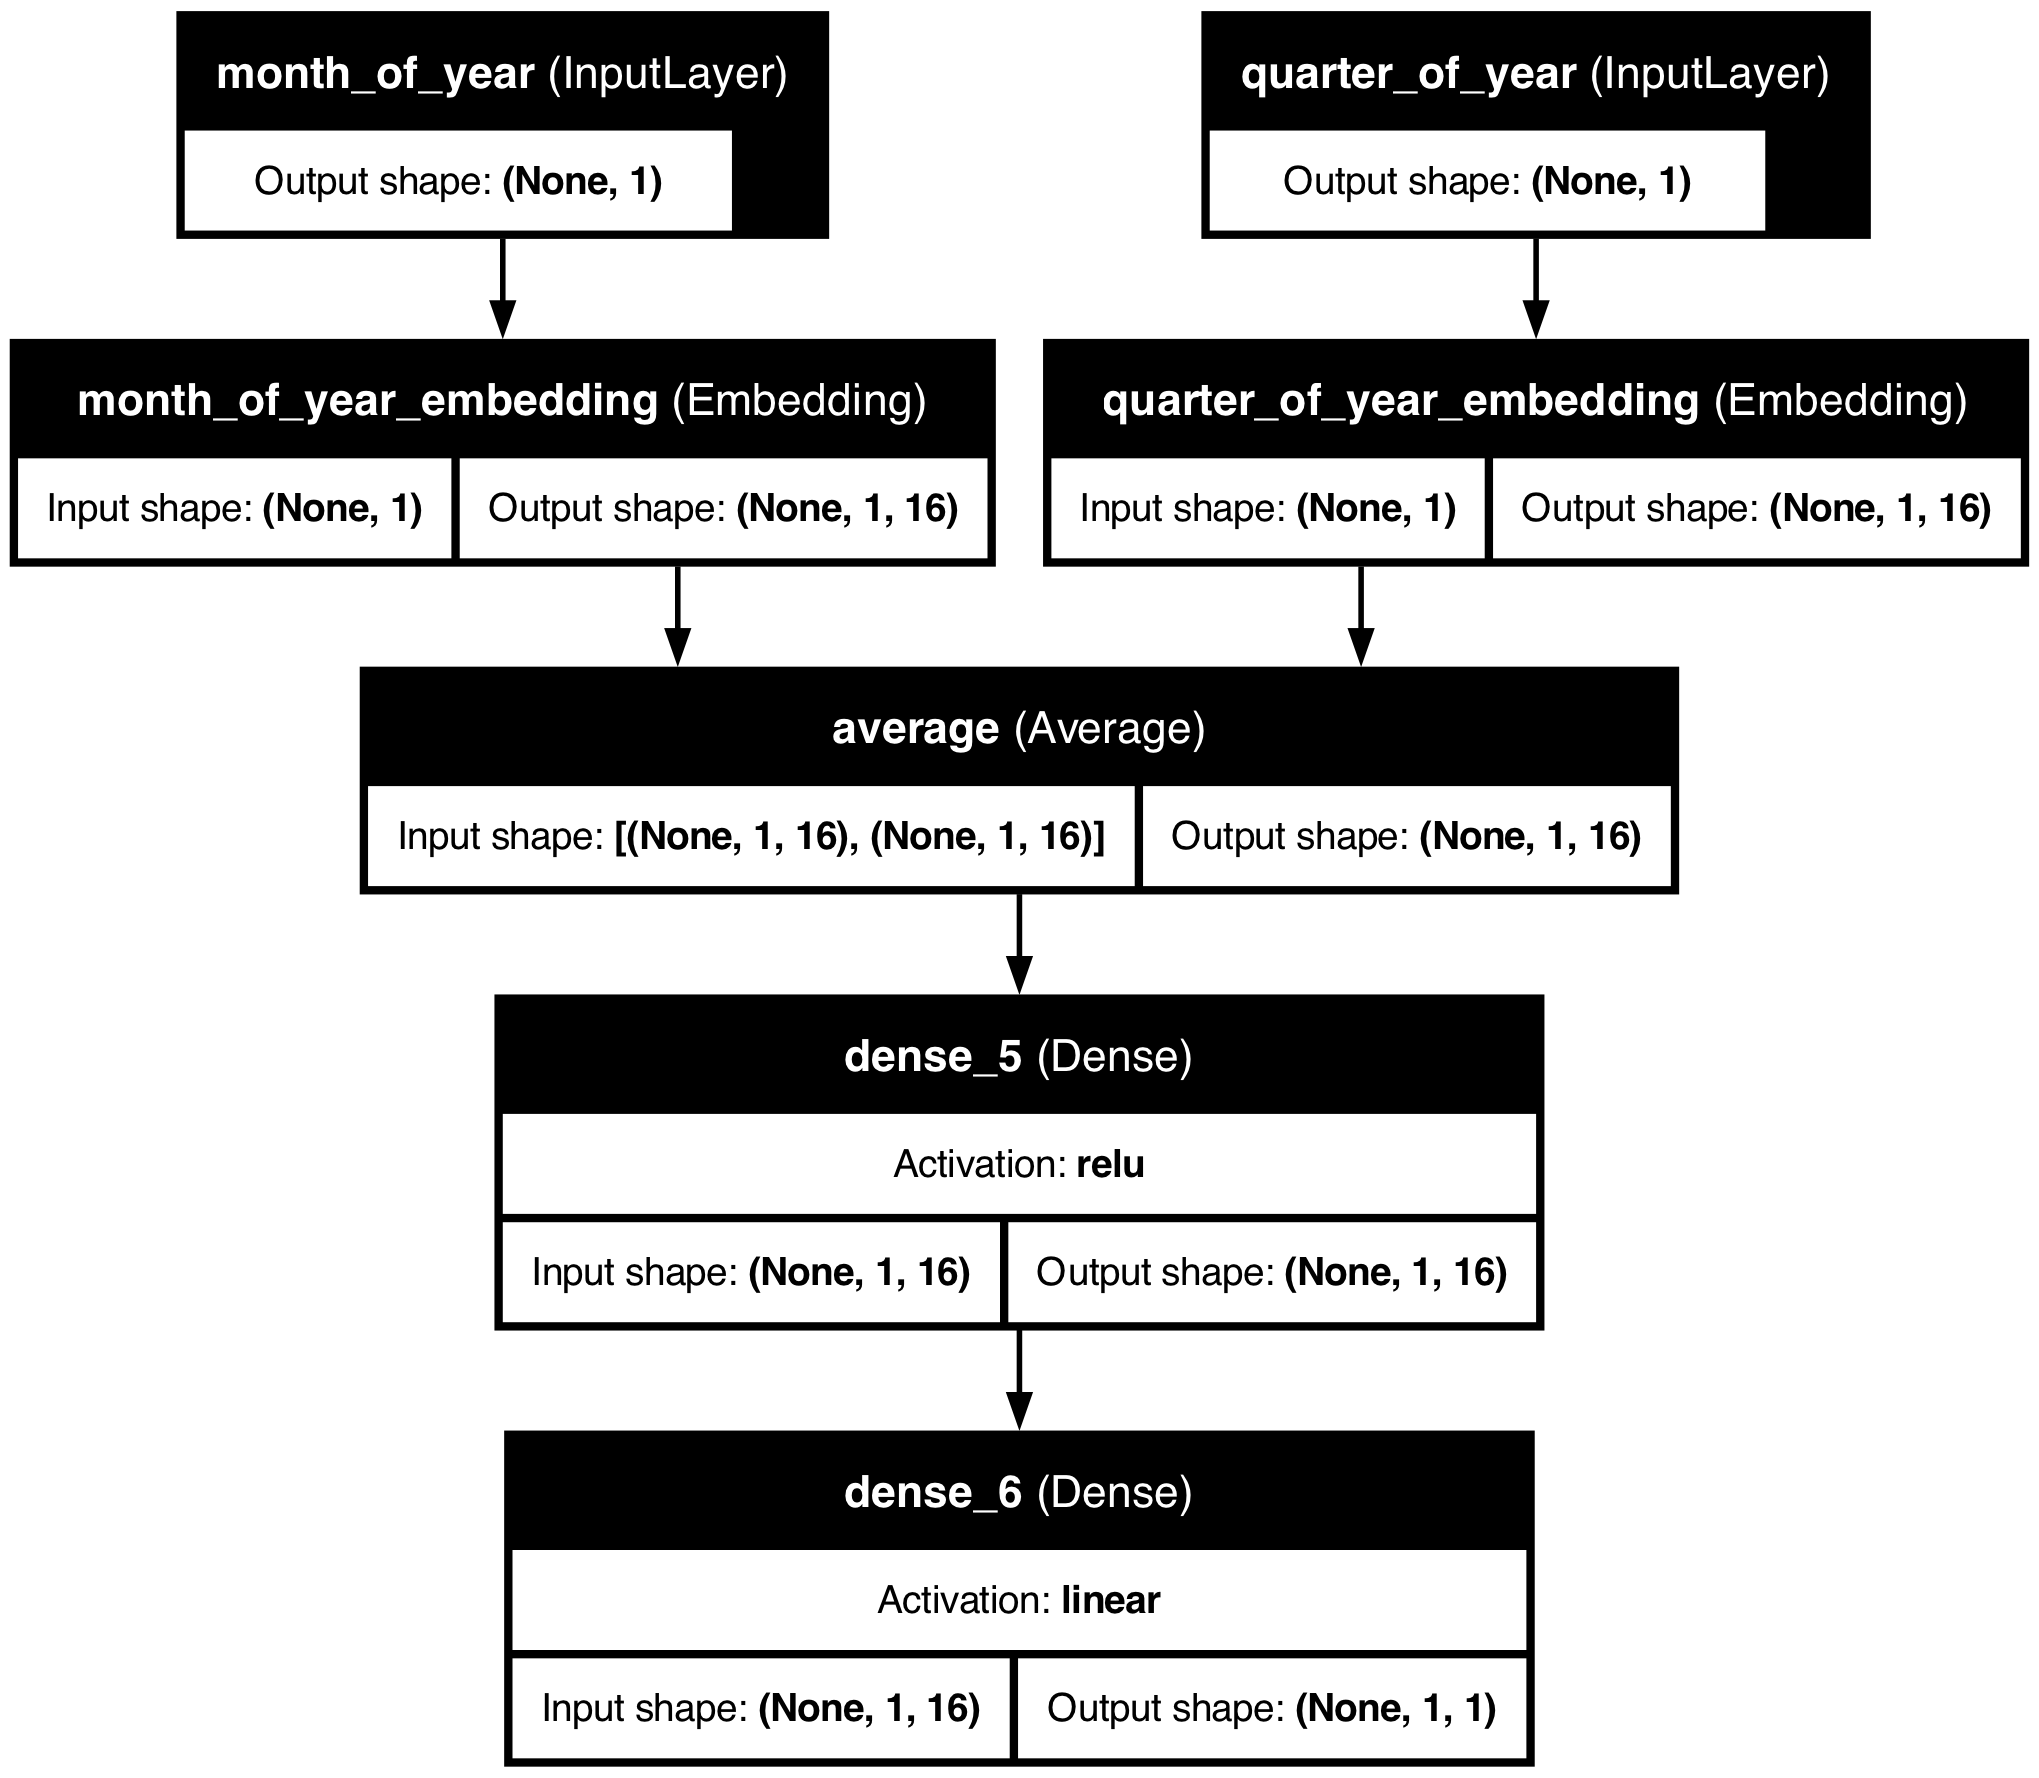 month_of_year (InputLayer)
Output shape: (None, 1)
quarter_of_year (InputLayer)
Output shape: (None, 1)
month_of_year_embedding (Embedding)
Input shape: (None, 1)
Output shape: (None, 1, 16)
quarter_of_year_embedding (Embedding)
Input shape: (None, 1)
Output shape: (None, 1, 16)
average (Average)
Input shape: [(None, 1, 16), (None, 1, 16)]
Output shape: (None, 1, 16)
dense_5 (Dense)
Activation: relu
Input shape: (None, 1, 16)
Output shape: (None, 1, 16)
dense_6 (Dense)
Activation: linear
Input shape: (None, 1, 16)
Output shape: (None, 1, 1)